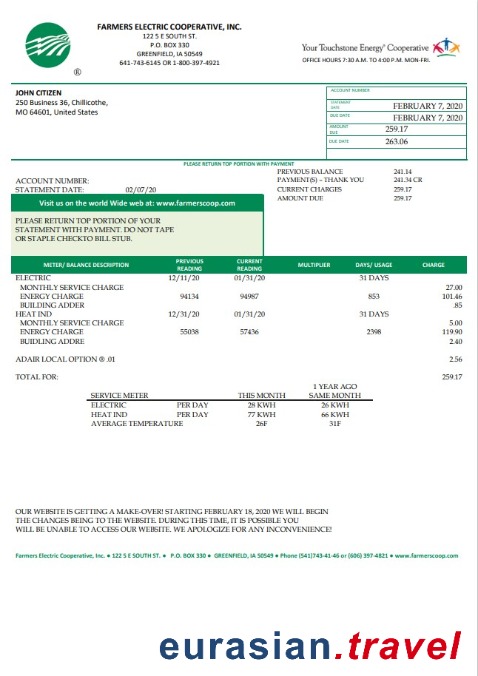 FARMERS ELECTRIC COOPERATIVE, INC.
122 S E SOUTH ST.
P.O. BOX 330
GREENFIELD, IA 50549
641-743-6145 OR 1-800-397-4921
®
Your Touchstone Energy® Cooperative
OFFICE HOURS 7:30 A.M. TO 4:00 P.M. MON-FRI.
JOHN CITIZEN
250 Business 36, Chillicothe,
MO 64601, United States
ACCOUNT NUMBER
STATEMENT DATE FEBRUARY 7, 2020
DUE DATE FEBRUARY 7, 2020
AMOUNT DUE 259.17
DUE DATE 263.06
PLEASE RETURN TOP PORTION WITH PAYMENT
PREVIOUS BALANCE 241.14
PAYMENT(S) - THANK YOU 241.34 CR
CURRENT CHARGES 259.17
AMOUNT DUE 259.17
ACCOUNT NUMBER:
STATEMENT DATE: 02/07/20
Visit us on the world Wide web at: www.farmerscoop.com
PLEASE RETURN TOP PORTION OF YOUR
STATEMENT WITH PAYMENT. DO NOT TAPE
OR STAPLE CHECKTO BILL STUB.
METER/ BALANCE DESCRIPTION PREVIOUS READING CURRENT READING MULTIPLIER DAYS/ USAGE CHARGE
ELECTRIC 12/11/20 01/31/20 31 DAYS
MONTHLY SERVICE CHARGE 27.00
ENERGY CHARGE 94134 94987 853 101.46
BUILDING ADDER .85
HEAT IND 12/31/20 01/31/20 31 DAYS
MONTHLY SERVICE CHARGE 5.00
ENERGY CHARGE 55038 57436 2398 119.90
BUIDLING ADDRE 2.40
ADAIR LOCAL OPTION ® .01 2.56
TOTAL FOR: 259.17
1 YEAR AGO
SERVICE METER THIS MONTH SAME MONTH
ELECTRIC PER DAY 28 KWH 26 KWH
HEAT IND PER DAY 77 KWH 66 KWH
AVERAGE TEMPERATURE 26F 31F
OUR WEBSITE IS GETTING A MAKE-OVER! STARTING FEBRUARY 18, 2020 WE WILL BEGIN
THE CHANGES BEING TO THE WEBSITE. DURING THIS TIME, IT IS POSSIBLE YOU
WILL BE UNABLE TO ACCESS OUR WEBSITE. WE APOLOGIZE FOR ANY INCONVENIENCE!
Farmers Electric Cooperative, Inc. • 122 S E SOUTH ST. • P.O. BOX 330 • GREENFIELD, IA 50549 • Phone (541)743-41-46 or (606) 397-4821 • www.farmerscoop.com
eurasian.travel